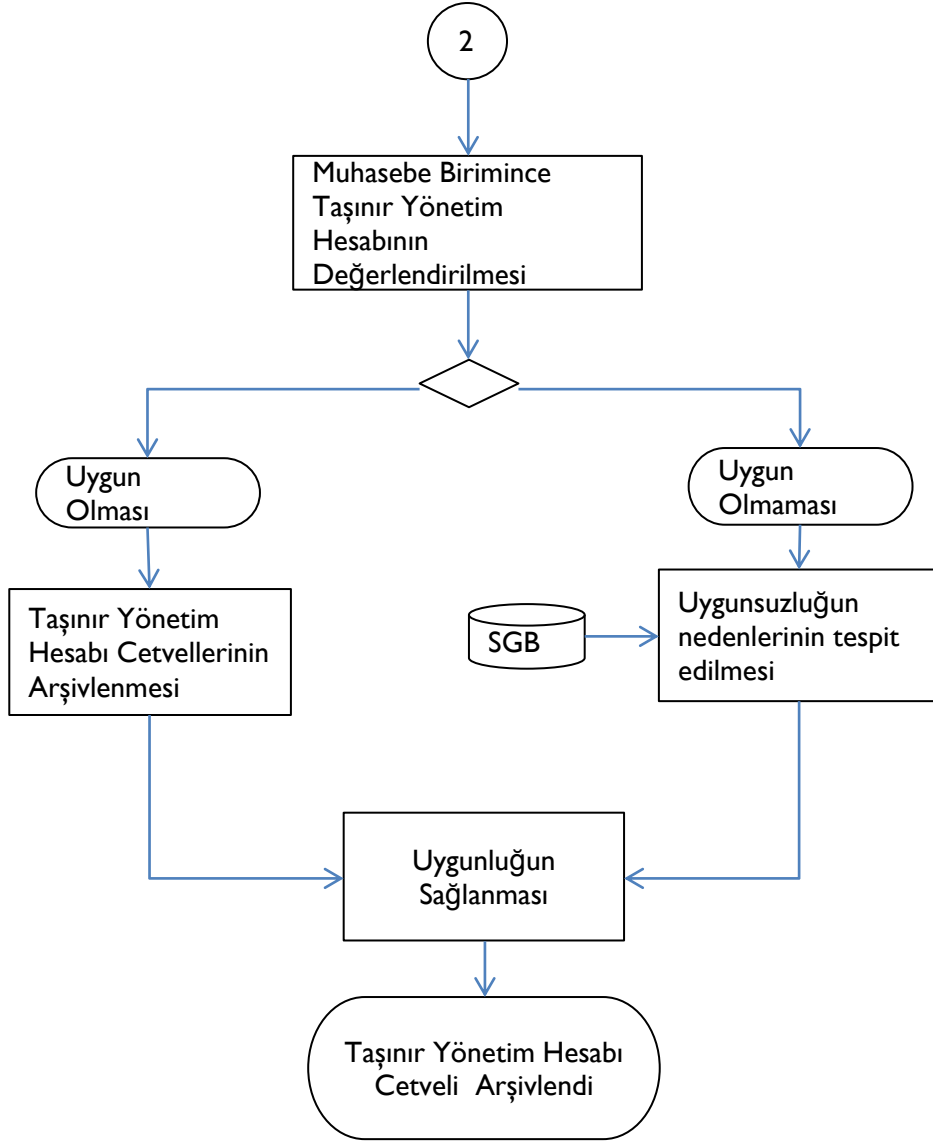 2
Muhasebe Birimince
Taşınır Yönetim
Hesabının
Değerlendirilmesi
Uygun
Olması
Uygun
Olmaması
Taşınır Yönetim
Hesabı Cetvellerinin
Arşivlenmesi
SGB
Uygunsuzluğun
nedenlerinin tespit
edilmesi
Uygunluğun
Sağlanması
Taşınır Yönetim Hesabı
Cetveli Arşivlendi